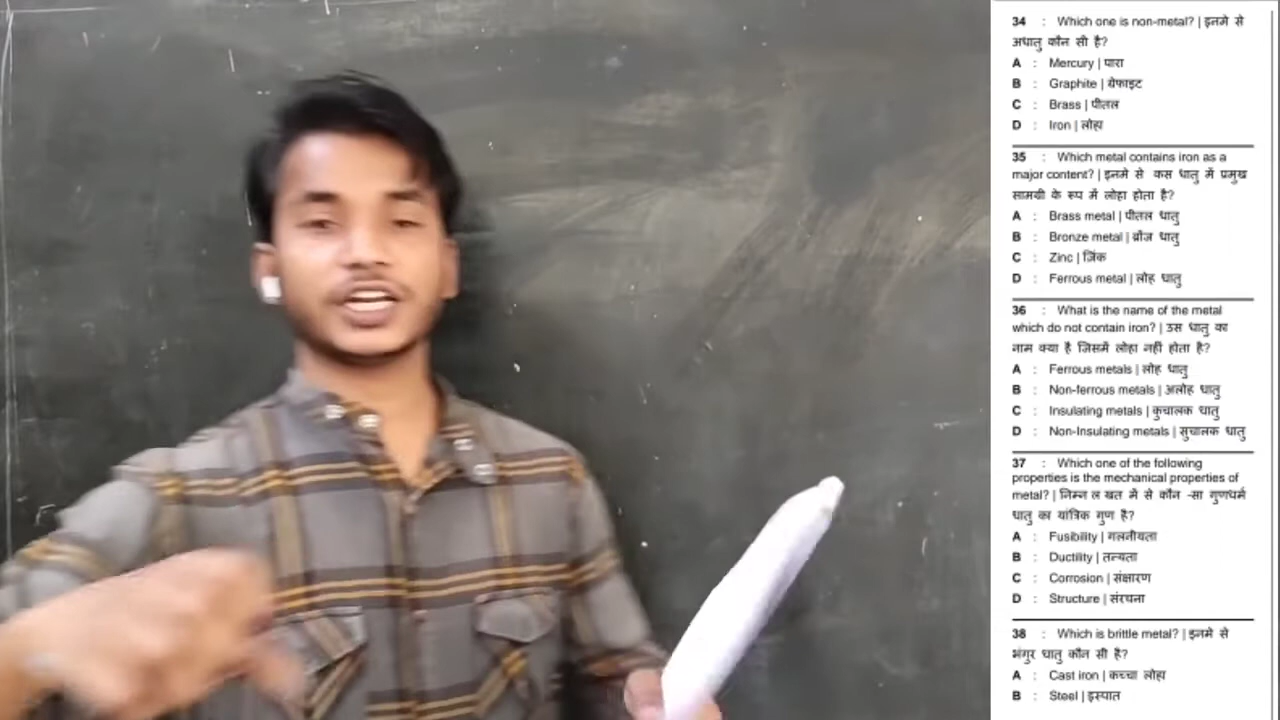 34 : Which one is non-metal? | इनमे से
अधातु कौन सी है?
A : Mercury | पारा
B : Graphite | ग्रेफाइट
C : Brass | पीतल
D : Iron | लोहा
35 : Which metal contains iron as a
major content? | इनमे से कस धातु में प्रमुख
सामग्री के रूप में लोहा होता है?
A : Brass metal | पीतल धातु
B : Bronze metal | ब्रौंज धातु
C : Zinc | जिंक
D : Ferrous metal | लोह धातु
36 : What is the name of the metal
which do not contain iron? | उस धातु का
नाम क्या है जिसमें लोहा नहीं होता है?
A : Ferrous metals | लोह धातु
B : Non-ferrous metals | अलोह धातु
C : Insulating metals | कुचालक धातु
D : Non-Insulating metals | सुचालक धातु
37 : Which one of the following
properties is the mechanical properties of
metal? | निम्न ल खत में से कौन -सा गुणधर्म
धातु का यांत्रिक गुण है?
A : Fusibility | गलनीयता
B : Ductility | तन्यता
C : Corrosion | संक्षारण
D : Structure | संरचना
38 : Which is brittle metal? | इनमे से
भंगुर धातु कौन सी है?
A : Cast iron | कच्चा लोहा
B : Steel | इस्पात